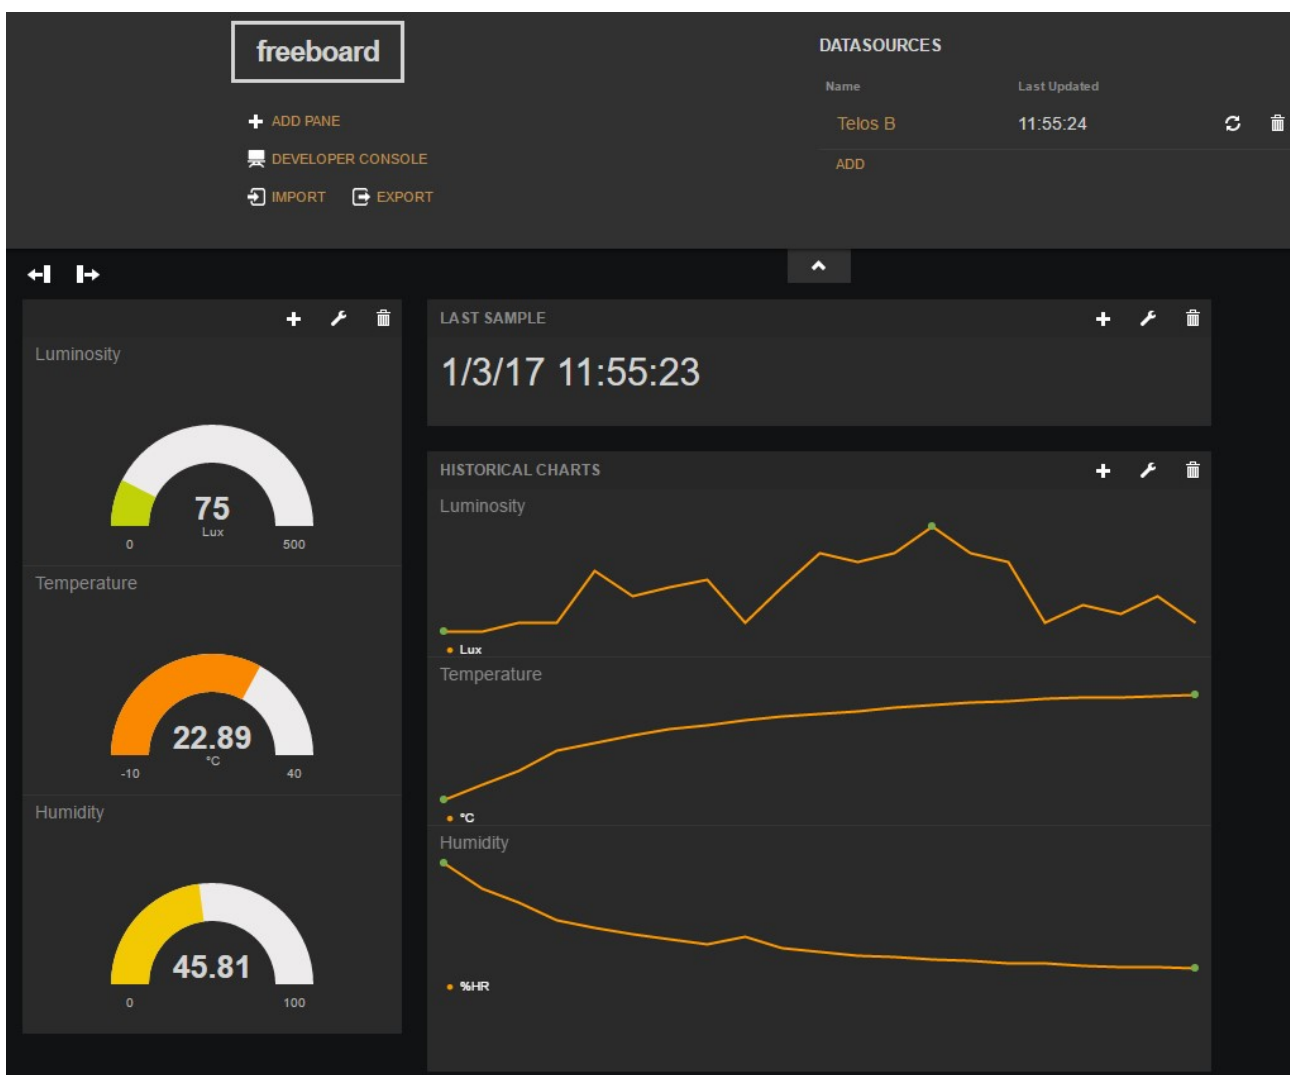 freeboard
ADD PANE
DEVELOPER CONSOLE
IMPORT EXPORT
DATASOURCES
Name Last Updated
Telos B 11:55:24
ADD
Luminosity
75
Lux
0 500
Temperature
22.89
°C
-10 40
Humidity
45.81
0 100
LAST SAMPLE
1/3/17 11:55:23
HISTORICAL CHARTS
Luminosity
Lux
Temperature
°C
Humidity
%HR